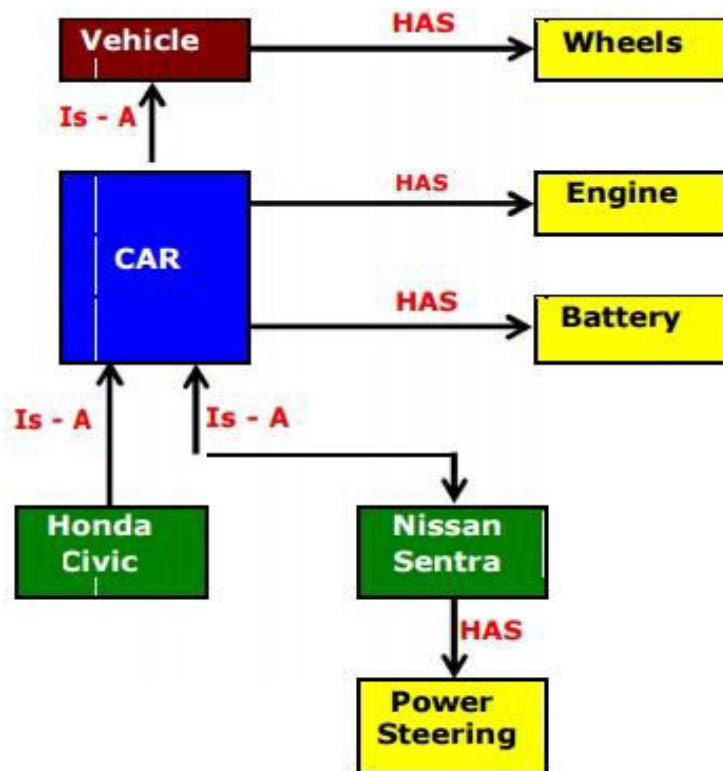 Vehicle
HAS
Wheels
Is - A
CAR
HAS
Engine
HAS
Battery
Is - A
Is - A
Honda
Civic
Nissan
Sentra
HAS
Power
Steering